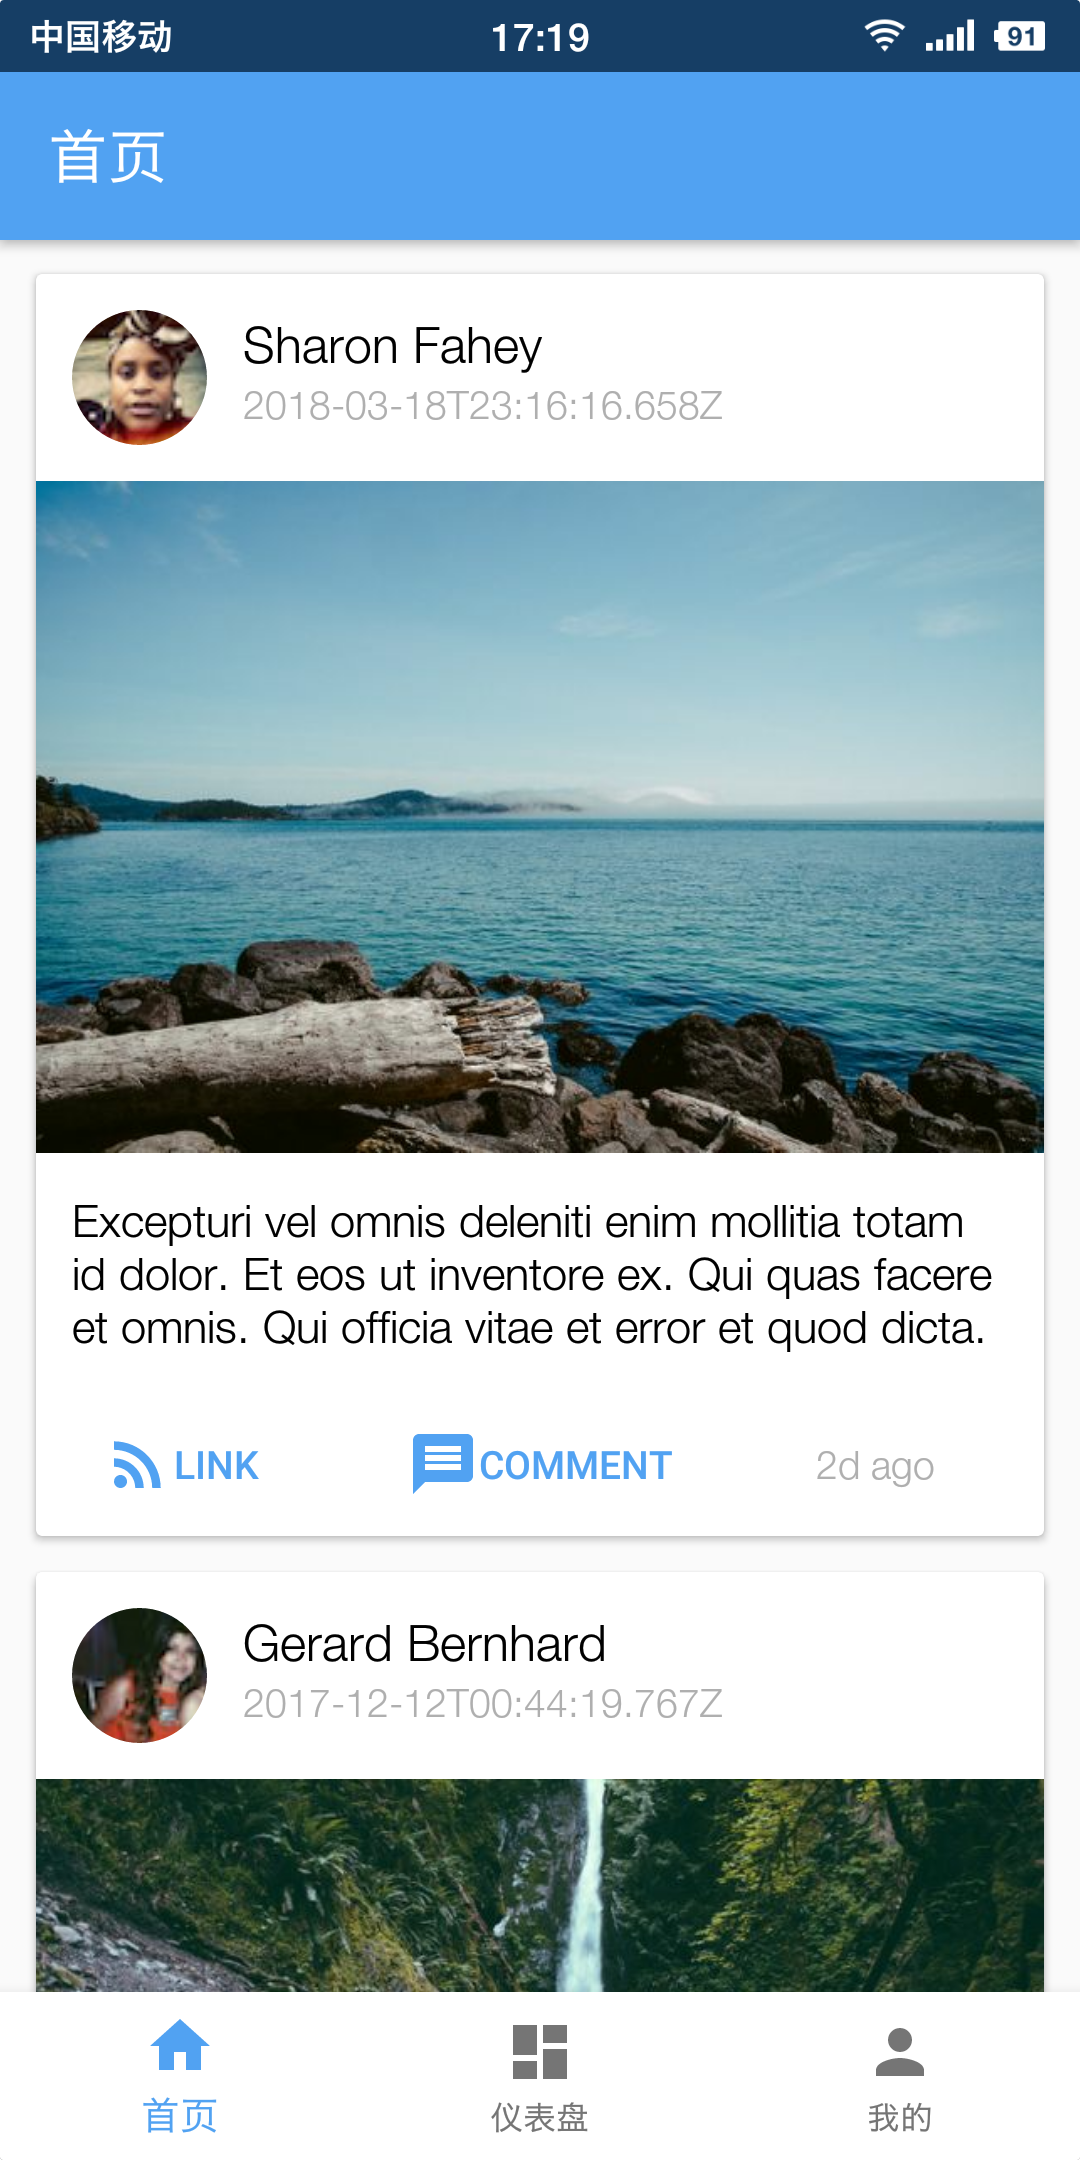 中国移动 17:19 91
首页
Sharon Fahey
2018-03-18T23:16:16.658Z
Excepturi vel omnis deleniti enim mollitia totam
id dolor. Et eos ut inventore ex. Qui quas facere
et omnis. Qui officia vitae et error et quod dicta.
LINK COMMENT 2d ago
Gerard Bernhard
2017-12-12T00:44:19.767Z
首页 仪表盘 我的